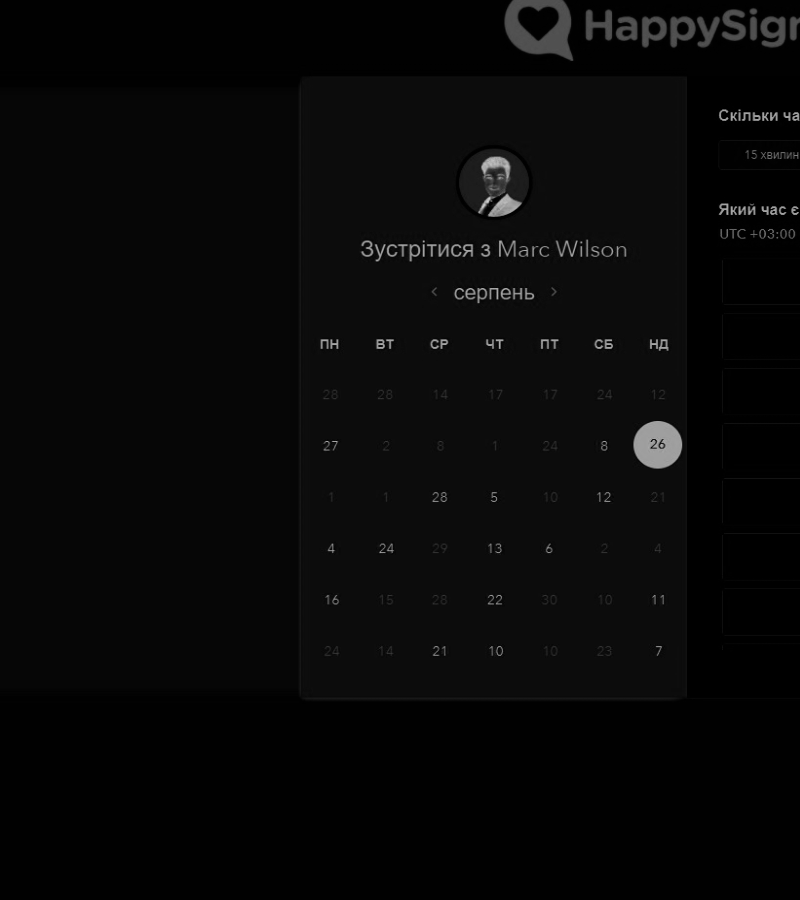 HappySign
Скільки ча
15 хвилин
Який час є
UTC +03:00
Зустрітися з Marc Wilson
‹ серпень ›
ПН ВТ СР ЧТ ПТ СБ НД
28 28 14 17 17 24 12
27 2 8 1 24 8 26
1 1 28 5 10 12 21
4 24 29 13 6 2 4
16 15 28 22 30 10 11
24 14 21 10 10 23 7